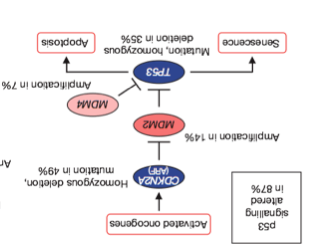 Activated oncogenes
p53
signalling
altered
in 87%
CDKN2A
(ARF)
Homozygous deletion,
mutation in 49%
MDM2
Amplification in 14%
MDM4
Amplification in 7%
TP53
Mutation, homozygous
deletion in 35%
Senescence
Apoptosis